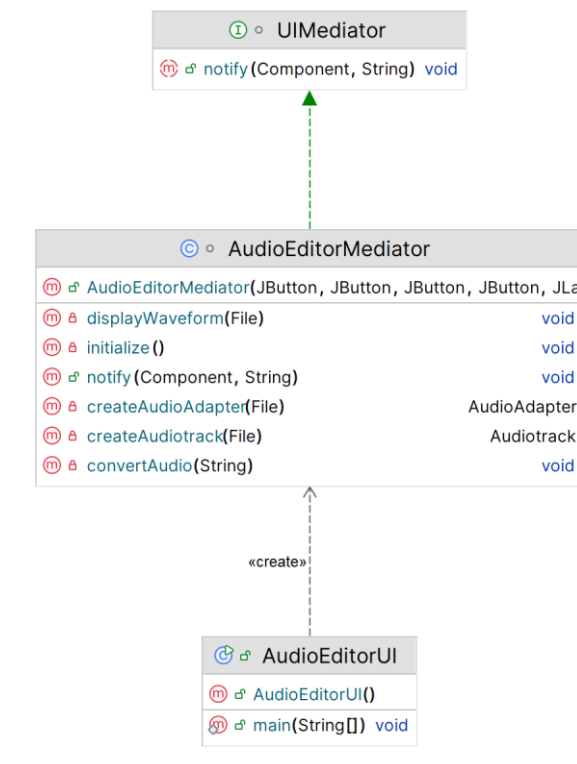 UIMediator
notify(Component, String) void
AudioEditorMediator
AudioEditorMediator(JButton, JButton, JButton, JButton, JLa
displayWaveform(File) void
initialize() void
notify(Component, String) void
createAudioAdapter(File) AudioAdapter
createAudiotrack(File) Audiotrack
convertAudio(String) void
«create»
AudioEditorUI
AudioEditorUI()
main(String[]) void